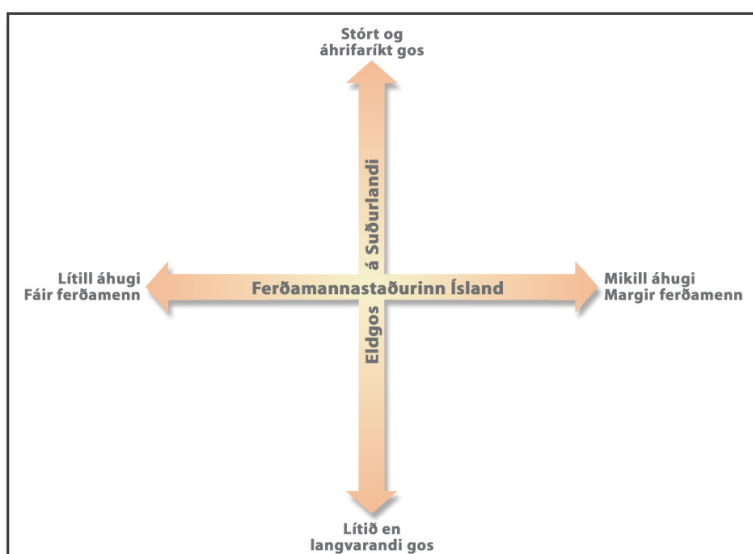 Stórt og
áhrifaríkt gos
Eldgos á Suðurlandi
Lítill áhugi
Fáir ferðamenn
Ferðamannastaðurinn Ísland
Mikill áhugi
Margir ferðamenn
Lítið en
langvarandi gos